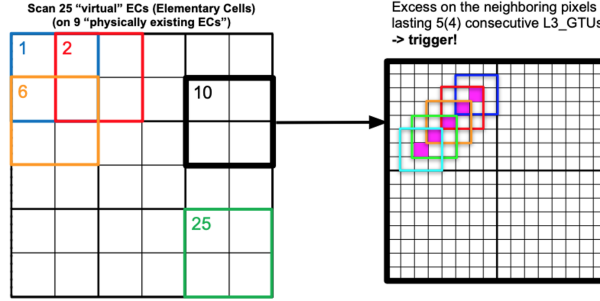 Scan 25 “virtual” ECs (Elementary Cells)
(on 9 “physically existing ECs”)
1
2
6
10
25
Excess on the neighboring pixels
lasting 5(4) consecutive L3_GTUs
-> trigger!